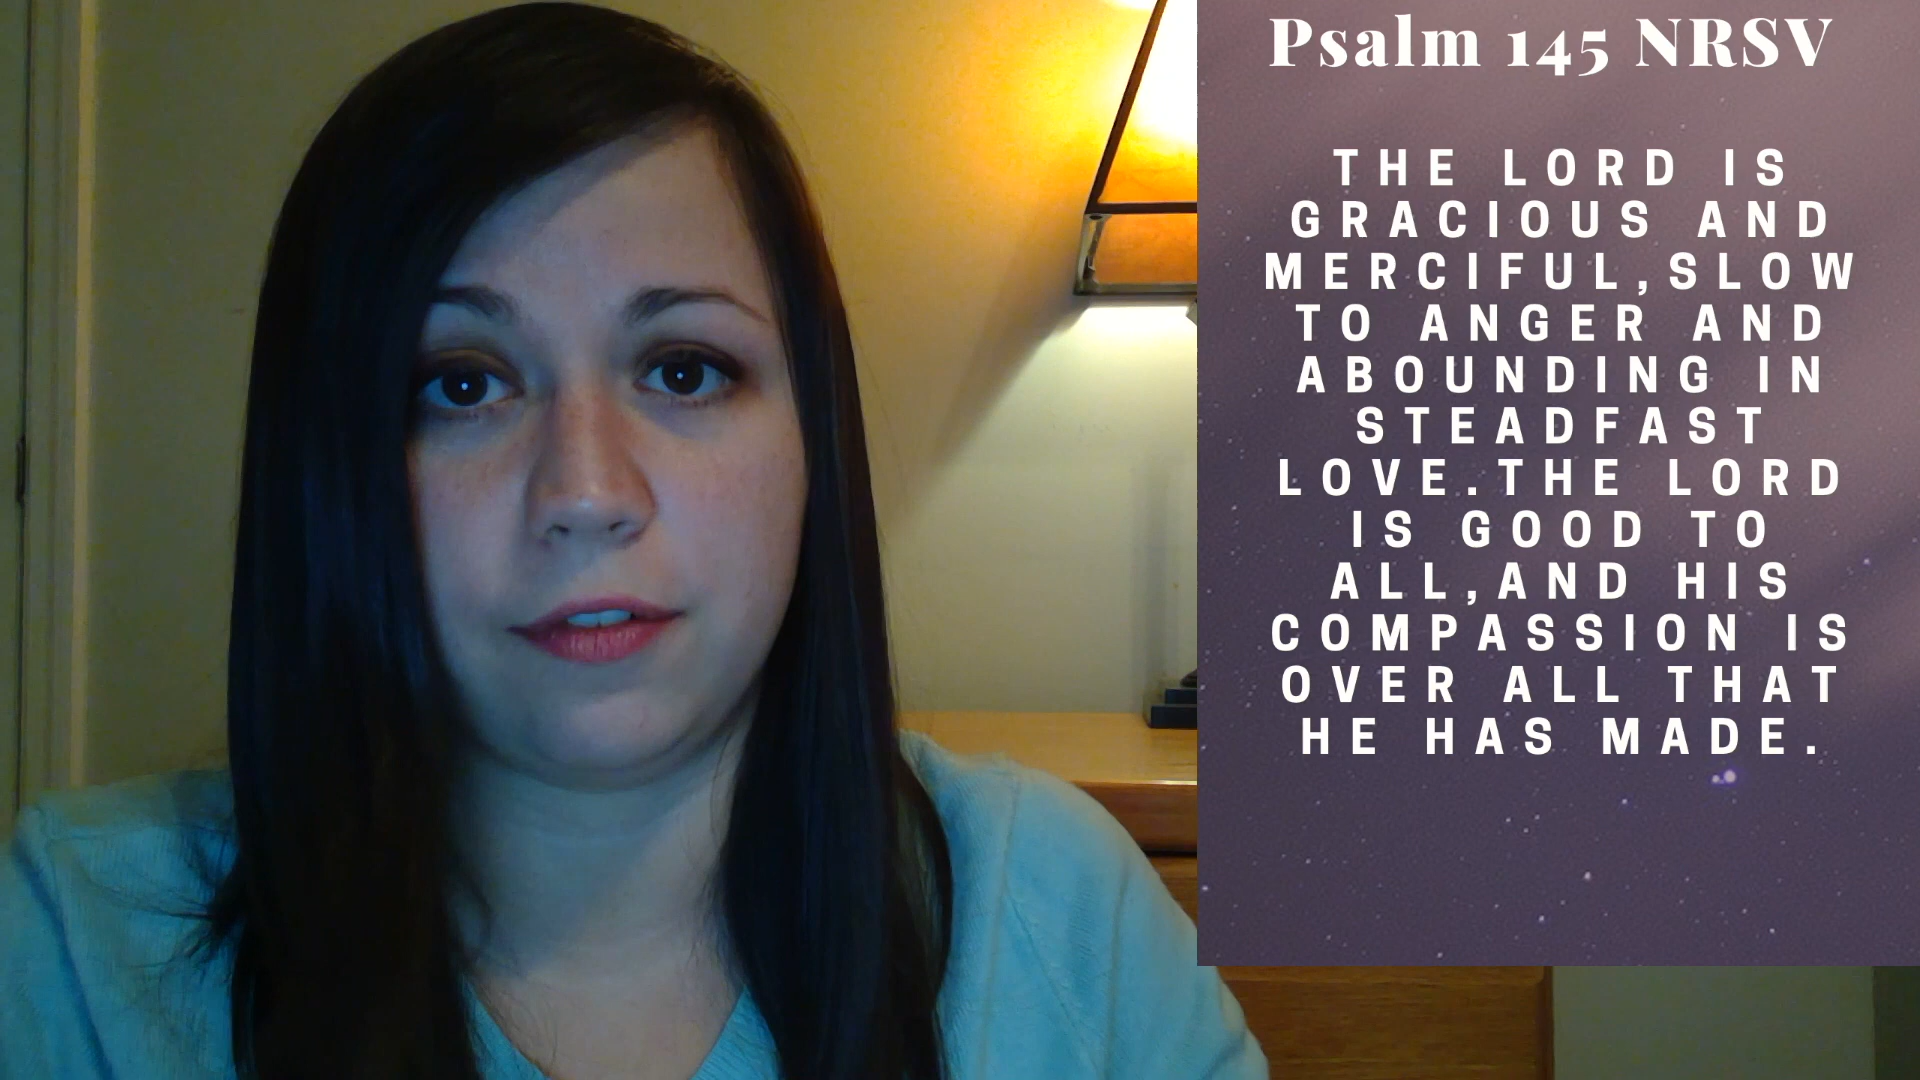 Psalm 145 NRSV
THE LORD IS
GRACIOUS AND
MERCIFUL,SLOW
TO ANGER AND
ABOUNDING IN
STEADFAST
LOVE.THE LORD
IS GOOD TO
ALL,AND HIS
COMPASSION IS
OVER ALL THAT
HE HAS MADE.